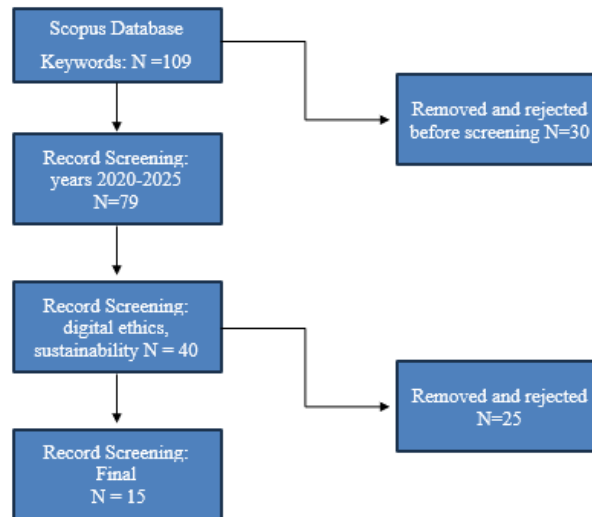 Scopus Database
Keywords: N =109
Removed and rejected
before screening N=30
Record Screening:
years 2020-2025
N=79
Record Screening:
digital ethics,
sustainability N = 40
Removed and rejected
N=25
Record Screening:
Final
N = 15